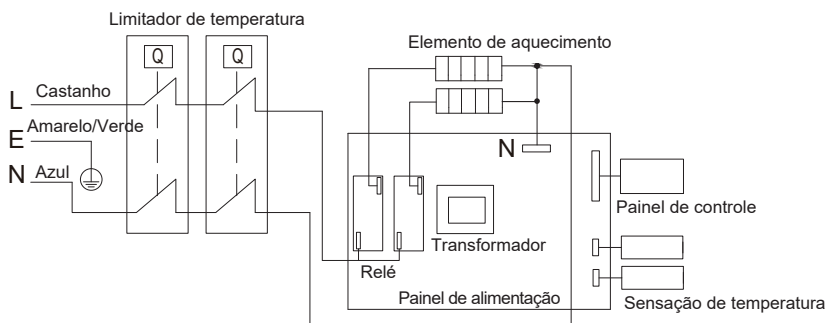 Limitador de temperatura
Q
Q
Elemento de aquecimento
L
Castanho
E
Amarelo/Verde
N
Azul
N
Painel de controle
Transformador
Relé
Painel de alimentação
Sensação de temperatura